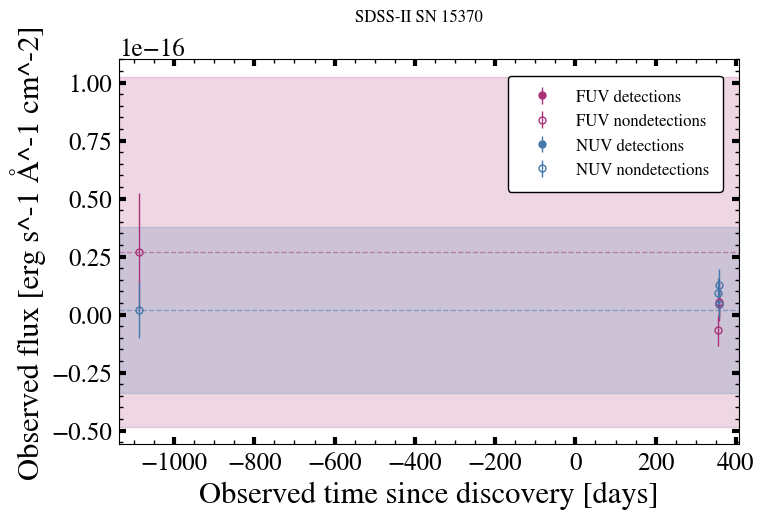 SDSS-II SN 15370
1e−16
1.00
0.75
0.50
0.25
0.00
−0.25
−0.50
Observed flux [erg s^-1 Å^-1 cm^-2]
FUV detections
FUV nondetections
NUV detections
NUV nondetections
−1000 −800 −600 −400 −200 0 200 400
Observed time since discovery [days]